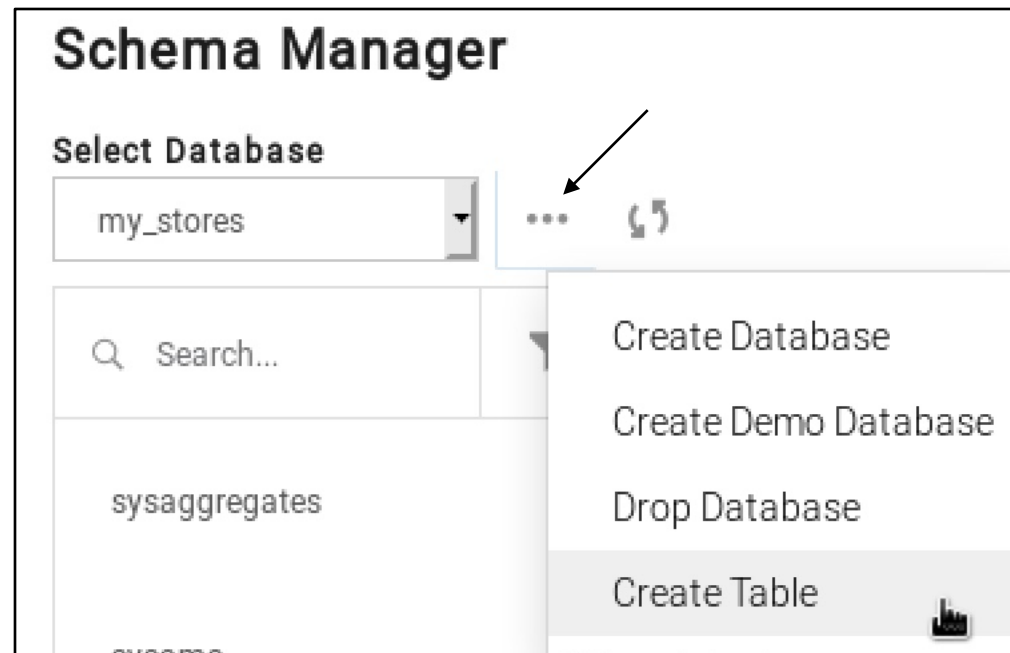 Schema Manager
Select Database
my_stores
Search...
Create Database
Create Demo Database
sysaggregates
Drop Database
Create Table